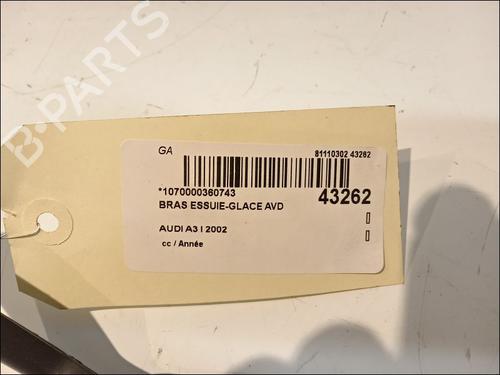 B-PARTS
GA
81110302 43262
*1070000360743
43262
BRAS ESSUIE-GLACE AVD
AUDI A3 I 2002
cc / Année